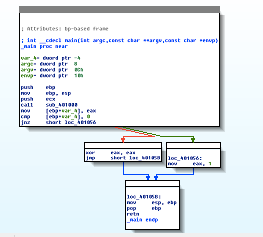 ; Attributes: bp-based frame
; int __cdecl main(int argc,const char **argv,const char *envp)
_main proc near
var_4= dword ptr -4
argc= dword ptr  8
argv= dword ptr  0Ch
envp= dword ptr  10h
push    ebp
mov     ebp, esp
push    ecx
call    sub_401000
mov     [ebp+var_4], eax
cmp     [ebp+var_4], 0
jnz     short loc_401056
xor     eax, eax
jmp     short loc_40105B
loc_401056:
mov     eax, 1
loc_40105B:
mov     esp, ebp
pop     ebp
retn
_main endp